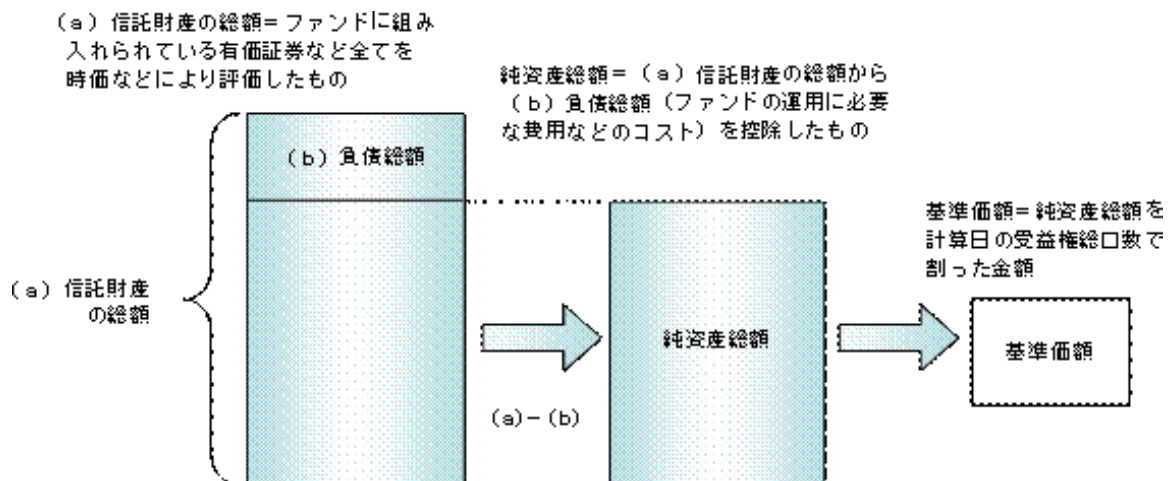 （a）信託財産の総額＝ファンドに組み
入れられている有価証券など全てを
時価などにより評価したもの
純資産総額＝（a）信託財産の総額から
（b）負債総額（ファンドの運用に必要
な費用などのコスト）を控除したもの
（b）負債総額
基準価額＝純資産総額を
計算日の受益権総口数で
割った金額
（a）信託財産
の総額
純資産総額
基準価額
（a）－（b）